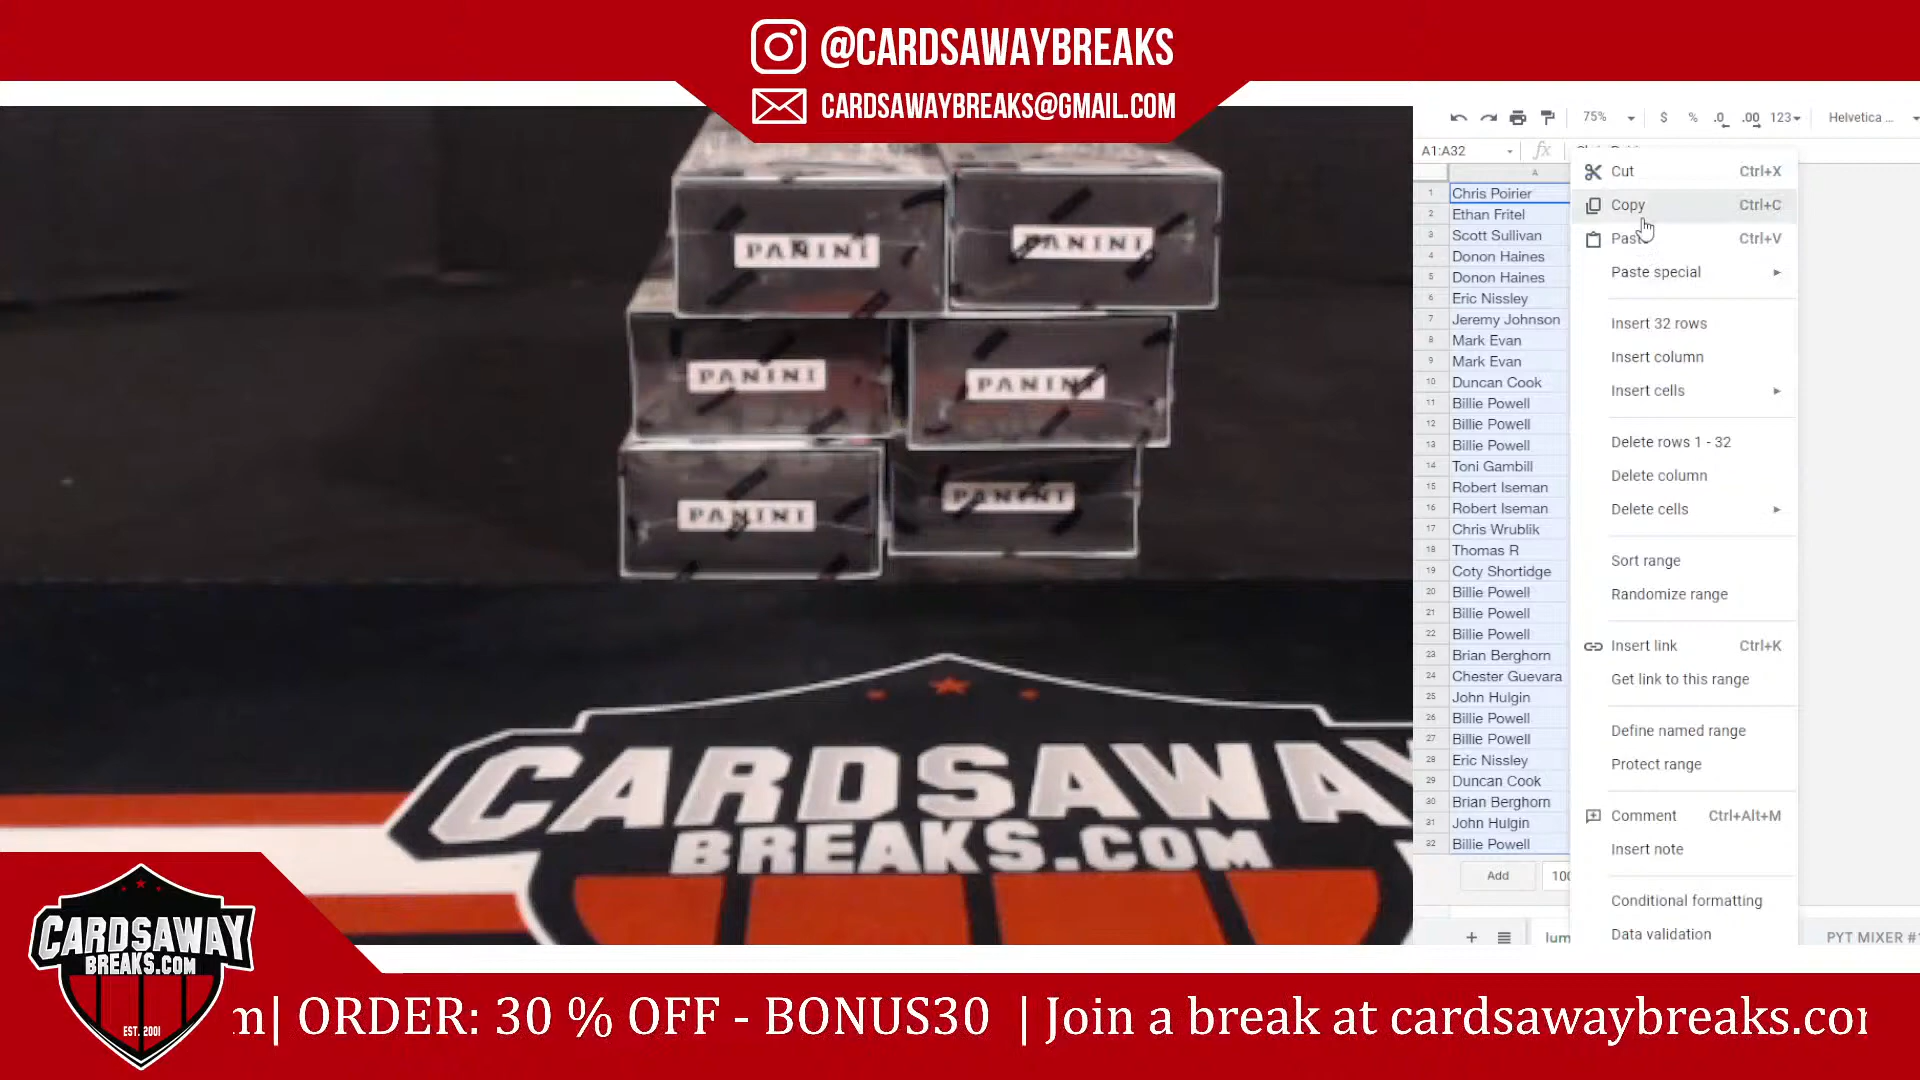 @CARDSAWAYBREAKS
CARDSAWAYBREAKS@GMAIL.COM
75%
$
%
.0
.00
123
Helvetica ...
A1:A32
fx
A
1 Chris Poirier
2 Ethan Fritel
3 Scott Sullivan
4 Donon Haines
5 Donon Haines
6 Eric Nissley
7 Jeremy Johnson
8 Mark Evan
9 Mark Evan
10 Duncan Cook
11 Billie Powell
12 Billie Powell
13 Billie Powell
14 Toni Gambill
15 Robert Iseman
16 Robert Iseman
17 Chris Wrublik
18 Thomas R
19 Coty Shortidge
20 Billie Powell
21 Billie Powell
22 Billie Powell
23 Brian Berghorn
24 Chester Guevara
25 John Hulgin
26 Billie Powell
27 Billie Powell
28 Eric Nissley
29 Duncan Cook
30 Brian Berghorn
31 John Hulgin
32 Billie Powell
Add
100
Cut Ctrl+X
Copy Ctrl+C
Paste Ctrl+V
Paste special
Insert 32 rows
Insert column
Insert cells
Delete rows 1 - 32
Delete column
Delete cells
Sort range
Randomize range
Insert link Ctrl+K
Get link to this range
Define named range
Protect range
Comment Ctrl+Alt+M
Insert note
Conditional formatting
Data validation
lum
PYT MIXER #1
PANINI
PANINI
PANINI
PANINI
PANINI
PANINI
CARDSAWAY
BREAKS.COM
CARDSAWAY
BREAKS.COM
EST. 2001
m| ORDER: 30 % OFF - BONUS30 | Join a break at cardsawaybreaks.com